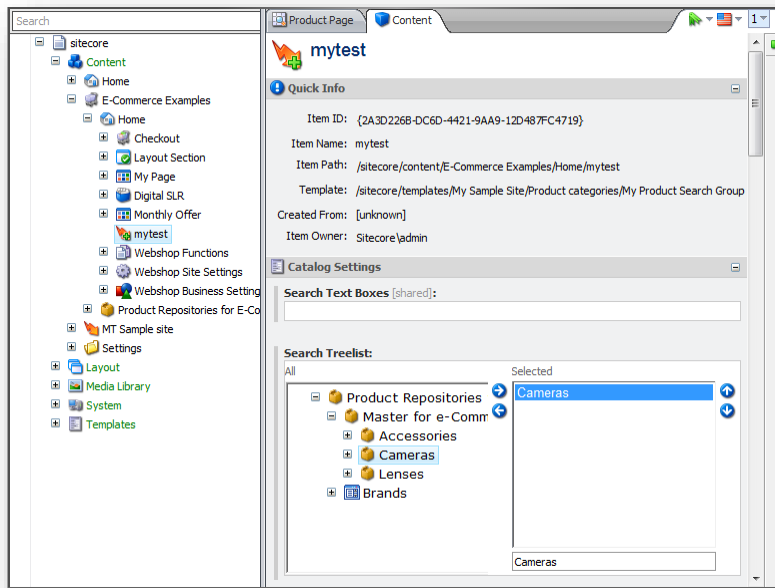 Search
sitecore
Content
Home
E-Commerce Examples
Home
Checkout
Layout Section
My Page
Digital SLR
Monthly Offer
mytest
Webshop Functions
Webshop Site Settings
Webshop Business Setting
Product Repositories for E-Co
MT Sample site
Settings
Layout
Media Library
System
Templates
Product Page
Content
1
mytest
Quick Info
Item ID: {2A3D226B-DC6D-4421-9AA9-12D487FC4719}
Item Name: mytest
Item Path: /sitecore/content/E-Commerce Examples/Home/mytest
Template: /sitecore/templates/My Sample Site/Product categories/My Product Search Group
Created From: [unknown]
Item Owner: Sitecore\admin
Catalog Settings
Search Text Boxes [shared]:
Search Treelist:
All
Product Repositories
Master for e-Comm
Accessories
Cameras
Lenses
Brands
Selected
Cameras
Cameras